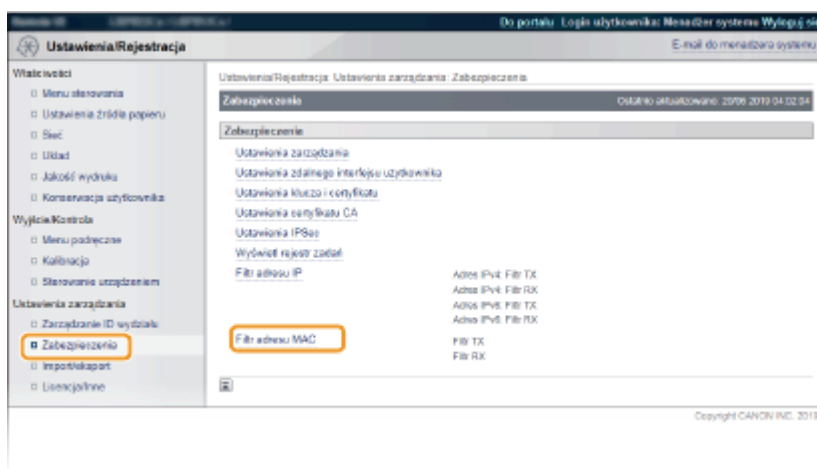 Do portalu Login użytkownika: Menadżer systemu Wyloguj się
Ustawienia/Rejestracja
E-mail do menadżera systemu
Właściwości
Menu sterowania
Ustawienia źródła papieru
Sieć
Układ
Jakość wydruku
Konserwacja użytkownika
Wyjście/Kontrola
Menu podręczne
Kalibracja
Sterowanie urządzeniem
Ustawienia zarządzania
Zarządzanie ID wydziału
Zabezpieczenia
Import/eksport
Licencja/Inne
Ustawienia/Rejestracja: Ustawienia zarządzania: Zabezpieczenia
Zabezpieczenia
Ostatnio aktualizowano: 20/06 2019 04:02:04
Zabezpieczenia
Ustawienia zarządzania
Ustawienia zdalnego interfejsu użytkownika
Ustawienia klucza i certyfikatu
Ustawienia certyfikatu CA
Ustawienia IPSec
Wyświetl rejestr zadań
Filtr adresu IP
Adres IPv4: Filtr TX
Adres IPv4: Filtr RX
Adres IPv6: Filtr TX
Adres IPv6: Filtr RX
Filtr adresu MAC
Filtr TX
Filtr RX
Copyright CANON INC. 2019